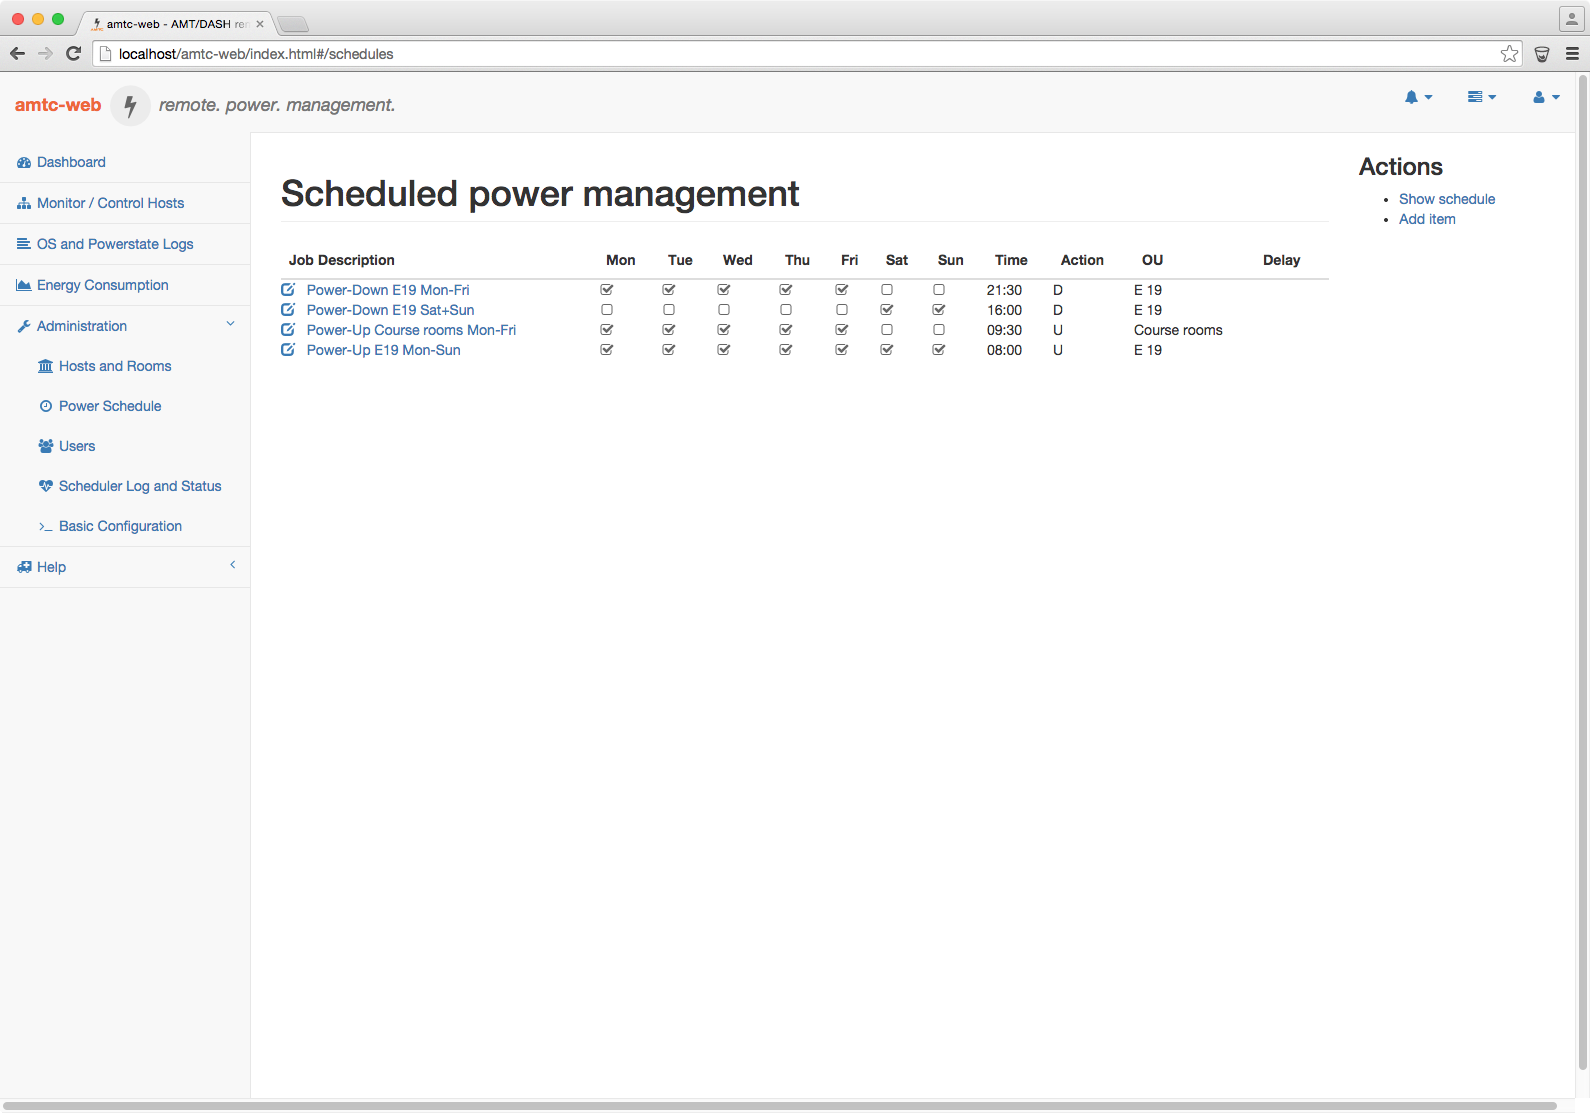 amtc-web - AMT/DASH re
localhost/amtc-web/index.html#/schedules
amtc-web remote. power. management.
Dashboard
Monitor / Control Hosts
OS and Powerstate Logs
Energy Consumption
Administration
Hosts and Rooms
Power Schedule
Users
Scheduler Log and Status
Basic Configuration
Help
Scheduled power management
Job Description Mon Tue Wed Thu Fri Sat Sun Time Action OU Delay
Power-Down E19 Mon-Fri 21:30 D E 19
Power-Down E19 Sat+Sun 16:00 D E 19
Power-Up Course rooms Mon-Fri 09:30 U Course rooms
Power-Up E19 Mon-Sun 08:00 U E 19
Actions
Show schedule
Add item